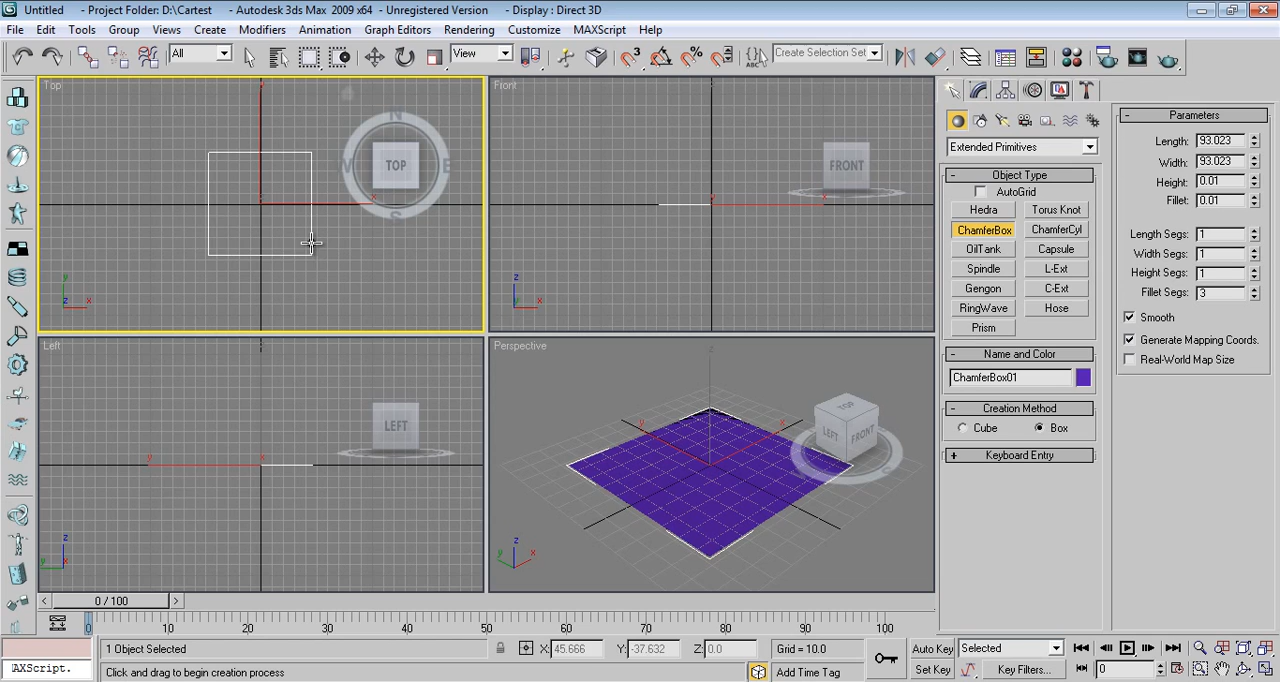 Untitled - Project Folder: D:\Cartest - Autodesk 3ds Max 2009 x64 - Unregistered Version - Display : Direct 3D
File Edit Tools Group Views Create Modifiers Animation Graph Editors Rendering Customize MAXScript Help
All View 3 ABC Create Selection Set
Top N W TOP E S x y z x
Front FRONT y x z x
Parameters
Length: 93.023
Width: 93.023
Height: 0.01
Fillet: 0.01
Length Segs: 1
Width Segs: 1
Height Segs: 1
Fillet Segs: 3
Smooth
Generate Mapping Coords.
Real-World Map Size
Extended Primitives
Object Type
AutoGrid
Hedra Torus Knot
ChamferBox ChamferCyl
OilTank Capsule
Spindle L-Ext
Gengon C-Ext
RingWave Hose
Prism
Name and Color
ChamferBox01
Creation Method
Cube Box
Keyboard Entry
Left LEFT y x z y x
Perspective TOP LEFT FRONT z y x z y x
0 / 100
0 10 20 30 40 50 60 70 80 90 100
1 Object Selected X: 45.666 Y: -37.632 Z: 0.0 Grid = 10.0 Auto Key Selected
AXScript. Click and drag to begin creation process Add Time Tag Set Key Key Filters... 0